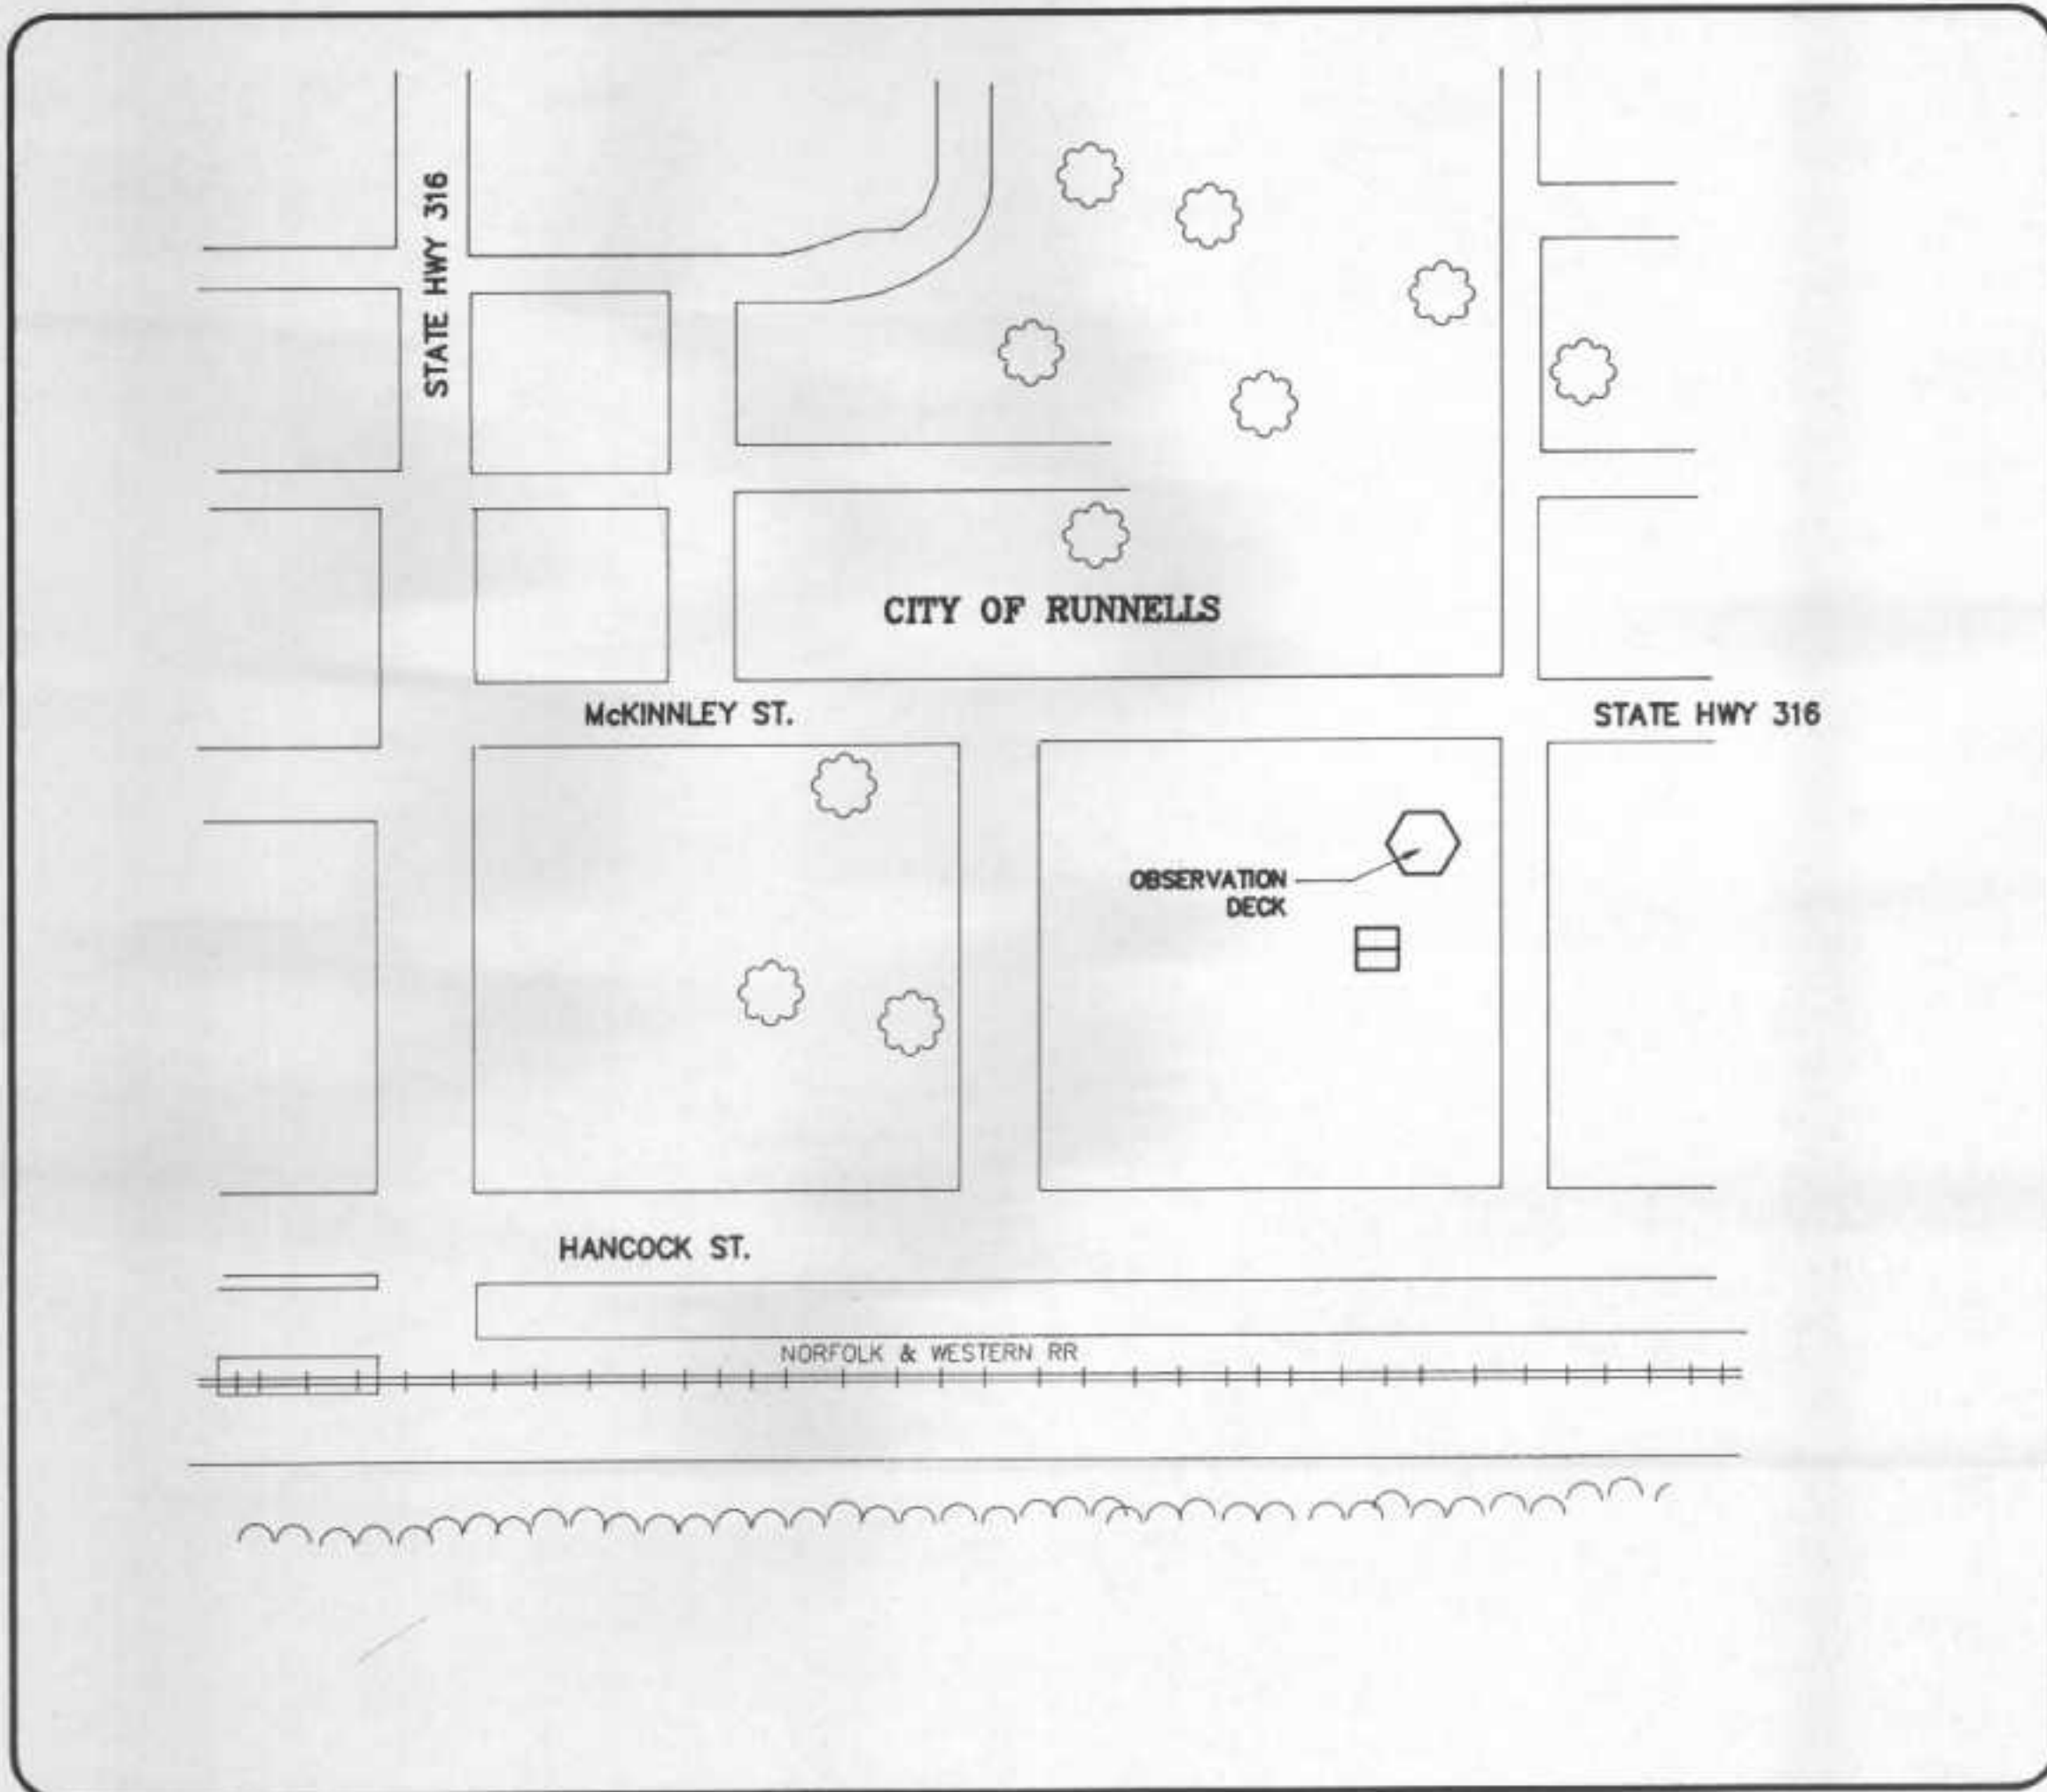 STATE HWY 316
CITY OF RUNNELLS
McKINNLEY ST.
STATE HWY 316
OBSERVATION
DECK
HANCOCK ST.
NORFOLK & WESTERN RR